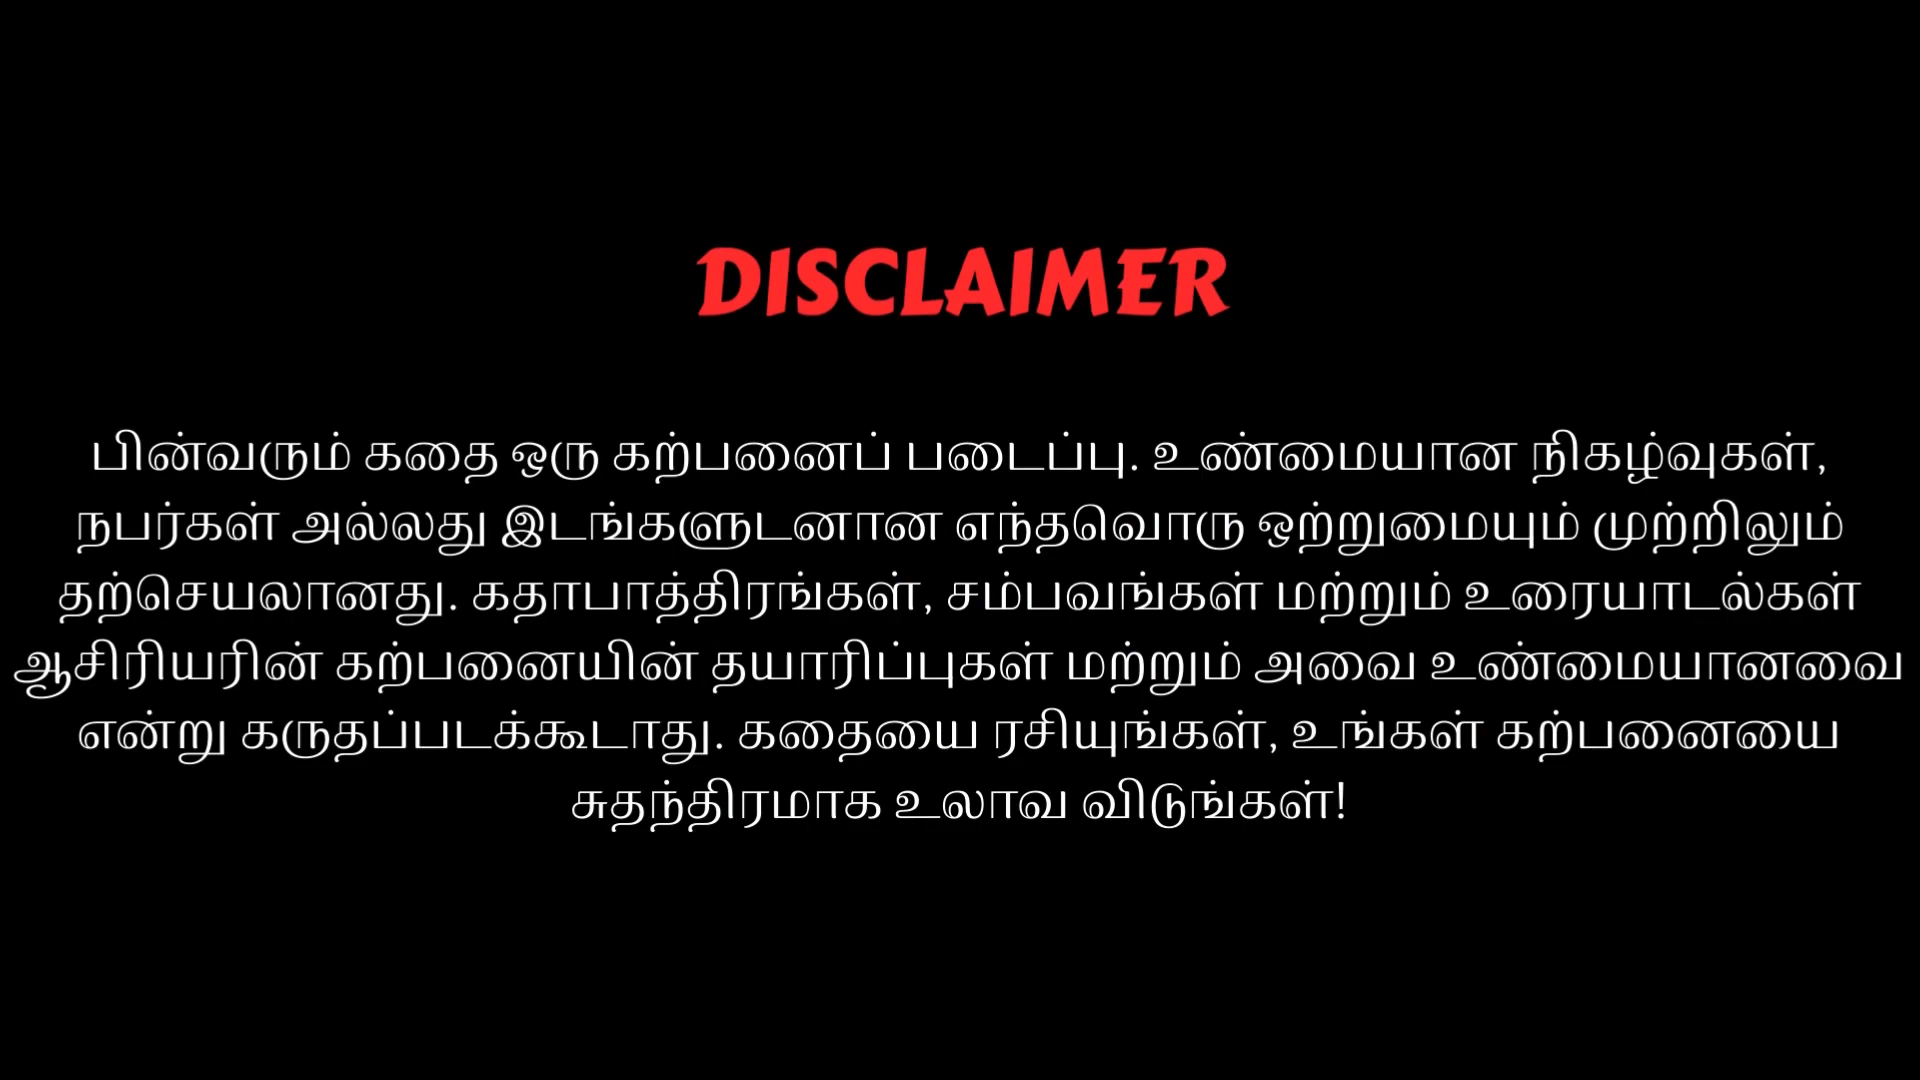 DISCLAIMER
பின்வரும் கதை ஒரு கற்பனைப் படைப்பு. உண்மையான நிகழ்வுகள்,
நபர்கள் அல்லது இடங்களுடனான எந்தவொரு ஒற்றுமையும் முற்றிலும்
தற்செயலானது. கதாபாத்திரங்கள், சம்பவங்கள் மற்றும் உரையாடல்கள்
ஆசிரியரின் கற்பனையின் தயாரிப்புகள் மற்றும் அவை உண்மையானவை
என்று கருதப்படக்கூடாது. கதையை ரசியுங்கள், உங்கள் கற்பனையை
சுதந்திரமாக உலாவ விடுங்கள்!